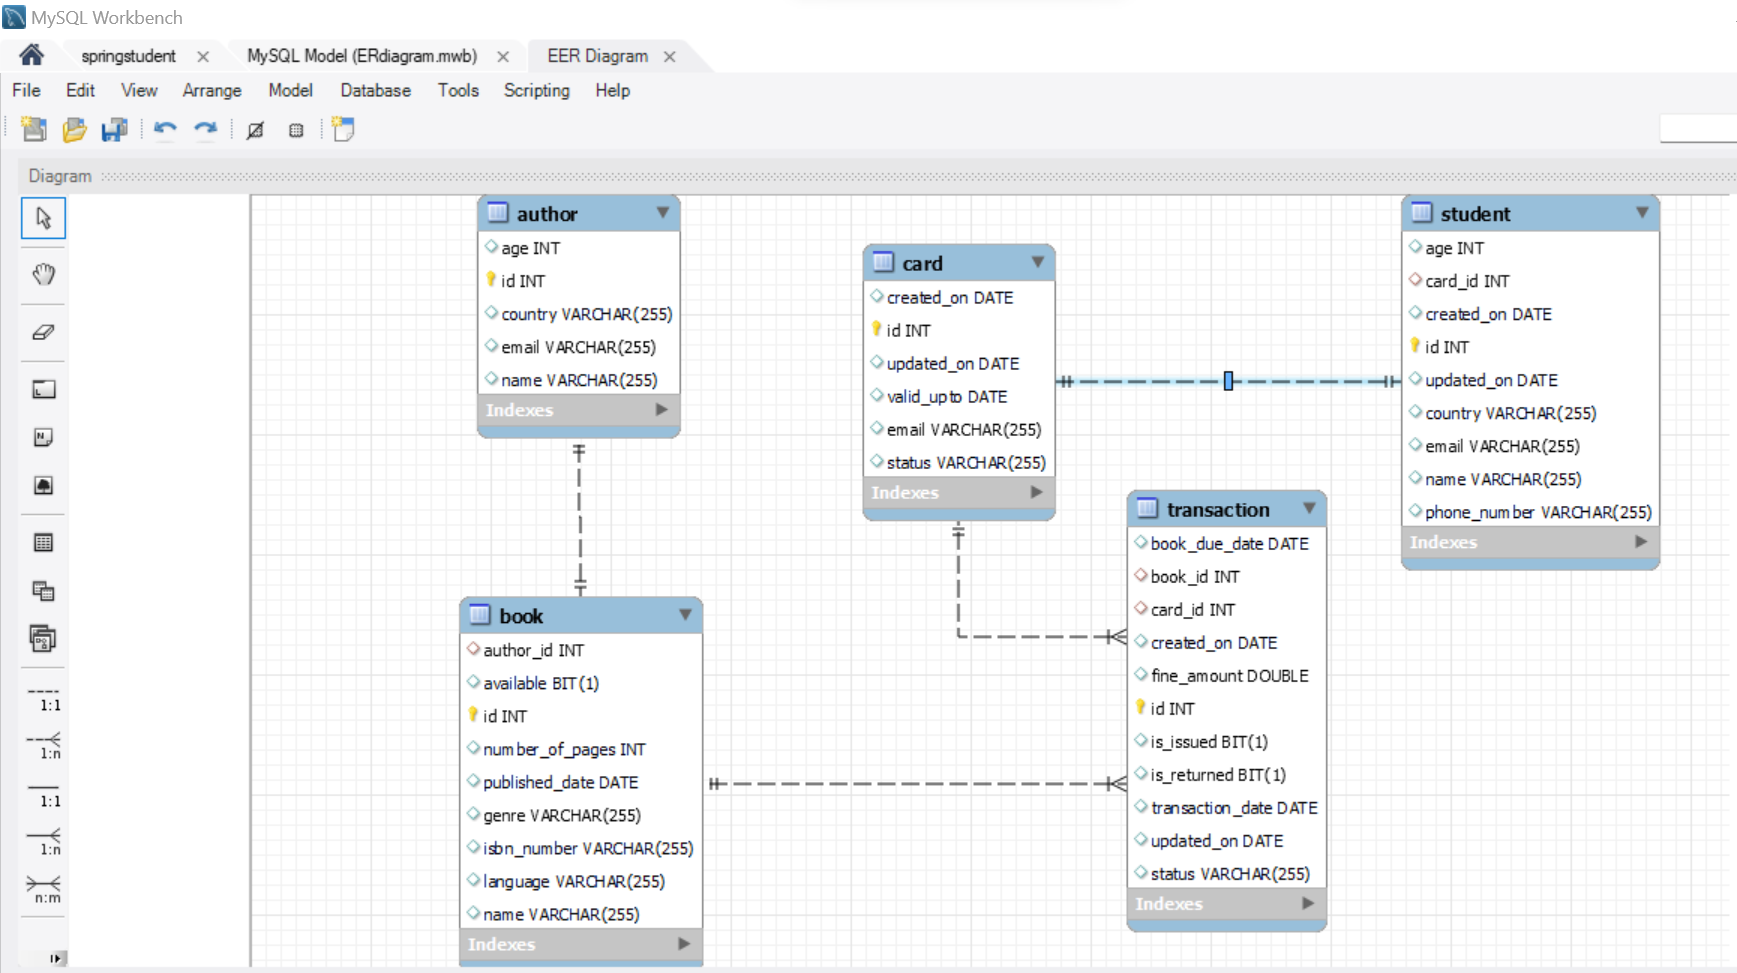 MySQL Workbench
springstudent
MySQL Model (ERdiagram.mwb)
EER Diagram
File Edit View Arrange Model Database Tools Scripting Help
Diagram
author
age INT
id INT
country VARCHAR(255)
email VARCHAR(255)
name VARCHAR(255)
Indexes
card
created_on DATE
id INT
updated_on DATE
valid_upto DATE
email VARCHAR(255)
status VARCHAR(255)
Indexes
student
age INT
card_id INT
created_on DATE
id INT
updated_on DATE
country VARCHAR(255)
email VARCHAR(255)
name VARCHAR(255)
phone_number VARCHAR(255)
Indexes
book
author_id INT
available BIT(1)
id INT
number_of_pages INT
published_date DATE
genre VARCHAR(255)
isbn_number VARCHAR(255)
language VARCHAR(255)
name VARCHAR(255)
Indexes
transaction
book_due_date DATE
book_id INT
card_id INT
created_on DATE
fine_amount DOUBLE
id INT
is_issued BIT(1)
is_returned BIT(1)
transaction_date DATE
updated_on DATE
status VARCHAR(255)
Indexes
N
1:1
1:n
1:1
1:n
n:m